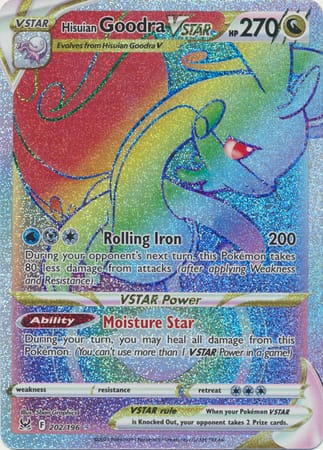 VSTAR Hisuian Goodra VSTAR HP 270
Evolves from Hisuian Goodra V
Rolling Iron 200
During your opponent's next turn, this Pokémon takes
80 less damage from attacks (after applying Weakness
and Resistance).
VSTAR Power
Ability Moisture Star
During your turn, you may heal all damage from this
Pokémon. (You can't use more than 1 VSTAR Power in a game.)
weakness resistance retreat
VSTAR rule When your Pokémon VSTAR
is Knocked Out, your opponent takes 2 Prize cards.
F 202/196